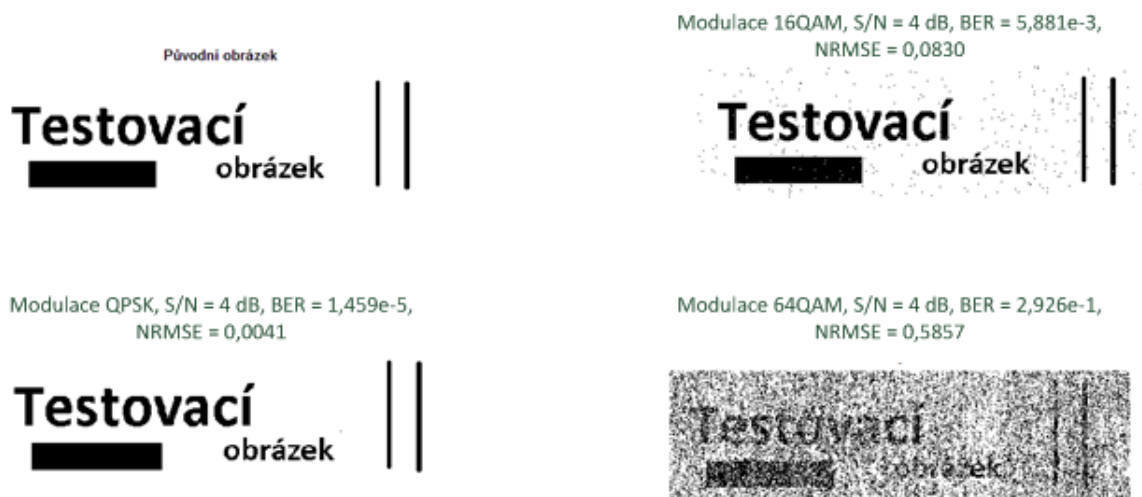 Původní obrázek
Testovací
obrázek
Modulace 16QAM, S/N = 4 dB, BER = 5,881e-3,
NRMSE = 0,0830
Testovací
obrázek
Modulace QPSK, S/N = 4 dB, BER = 1,459e-5,
NRMSE = 0,0041
Testovací
obrázek
Modulace 64QAM, S/N = 4 dB, BER = 2,926e-1,
NRMSE = 0,5857
Testovací
obrázek